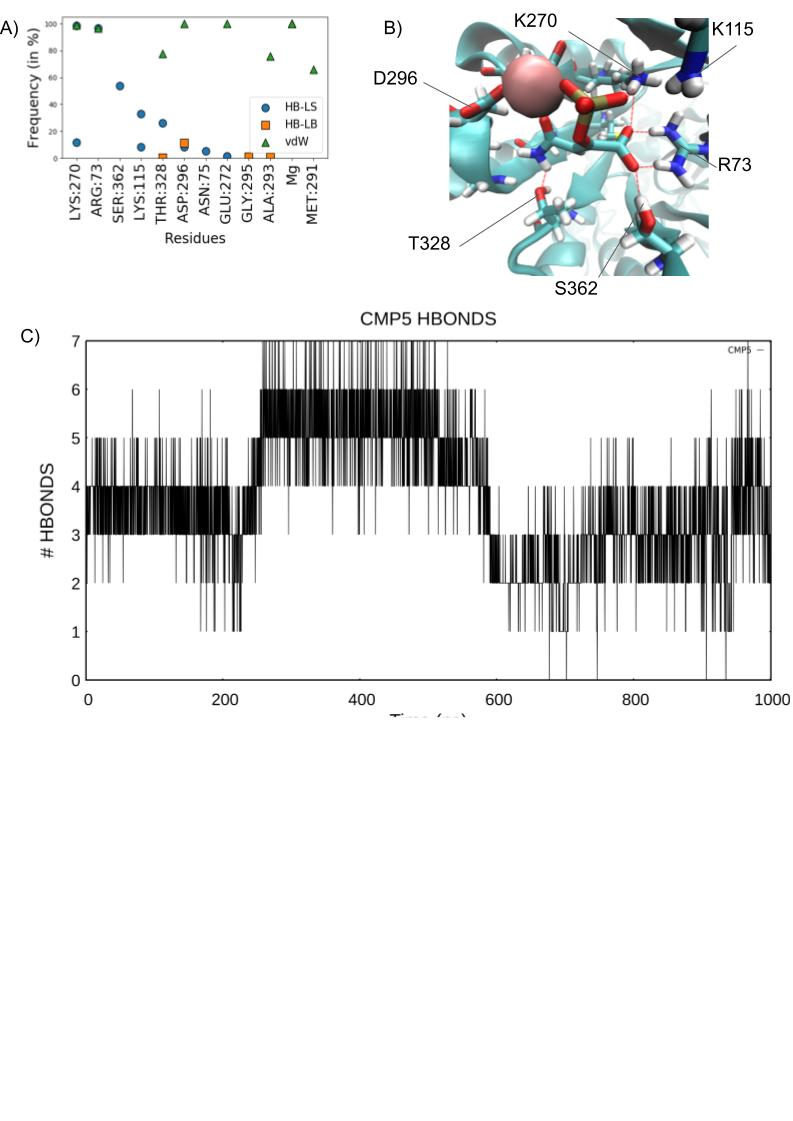 A)
Frequency (in %)
100
80
60
40
20
0
HB-LS
HB-LB
vdW
LYS:270
ARG:73
SER:362
LYS:115
THR:328
ASP:296
ASN:75
GLU:272
GLY:295
ALA:293
Mg
MET:291
Residues
B)
K270
K115
D296
R73
T328
S362
C)
CMP5 HBONDS
CMP5
# HBONDS
7
6
5
4
3
2
1
0
0 200 400 600 800 1000